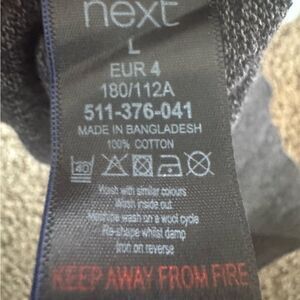 next
L
EUR 4
180/112A
511-376-041
MADE IN BANGLADESH
100% COTTON
40
Wash with similar colours
Wash inside out
Machine wash on a wool cycle
Re-shape whilst damp
Iron on reverse
KEEP AWAY FROM FIRE